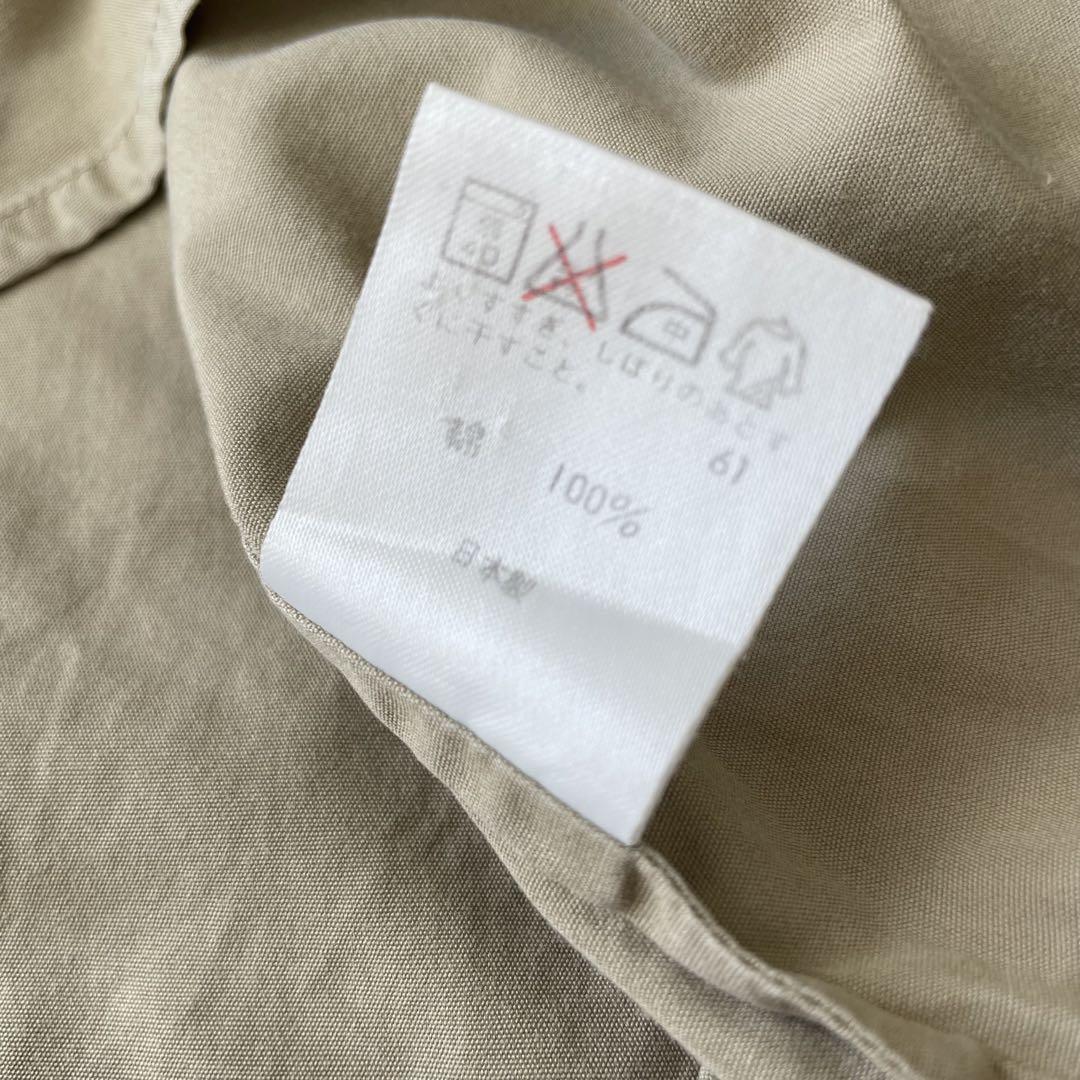 40
中
よくすすぎ、しぼりのあとす
ぐに干すこと。
61
綿 100%
日本製